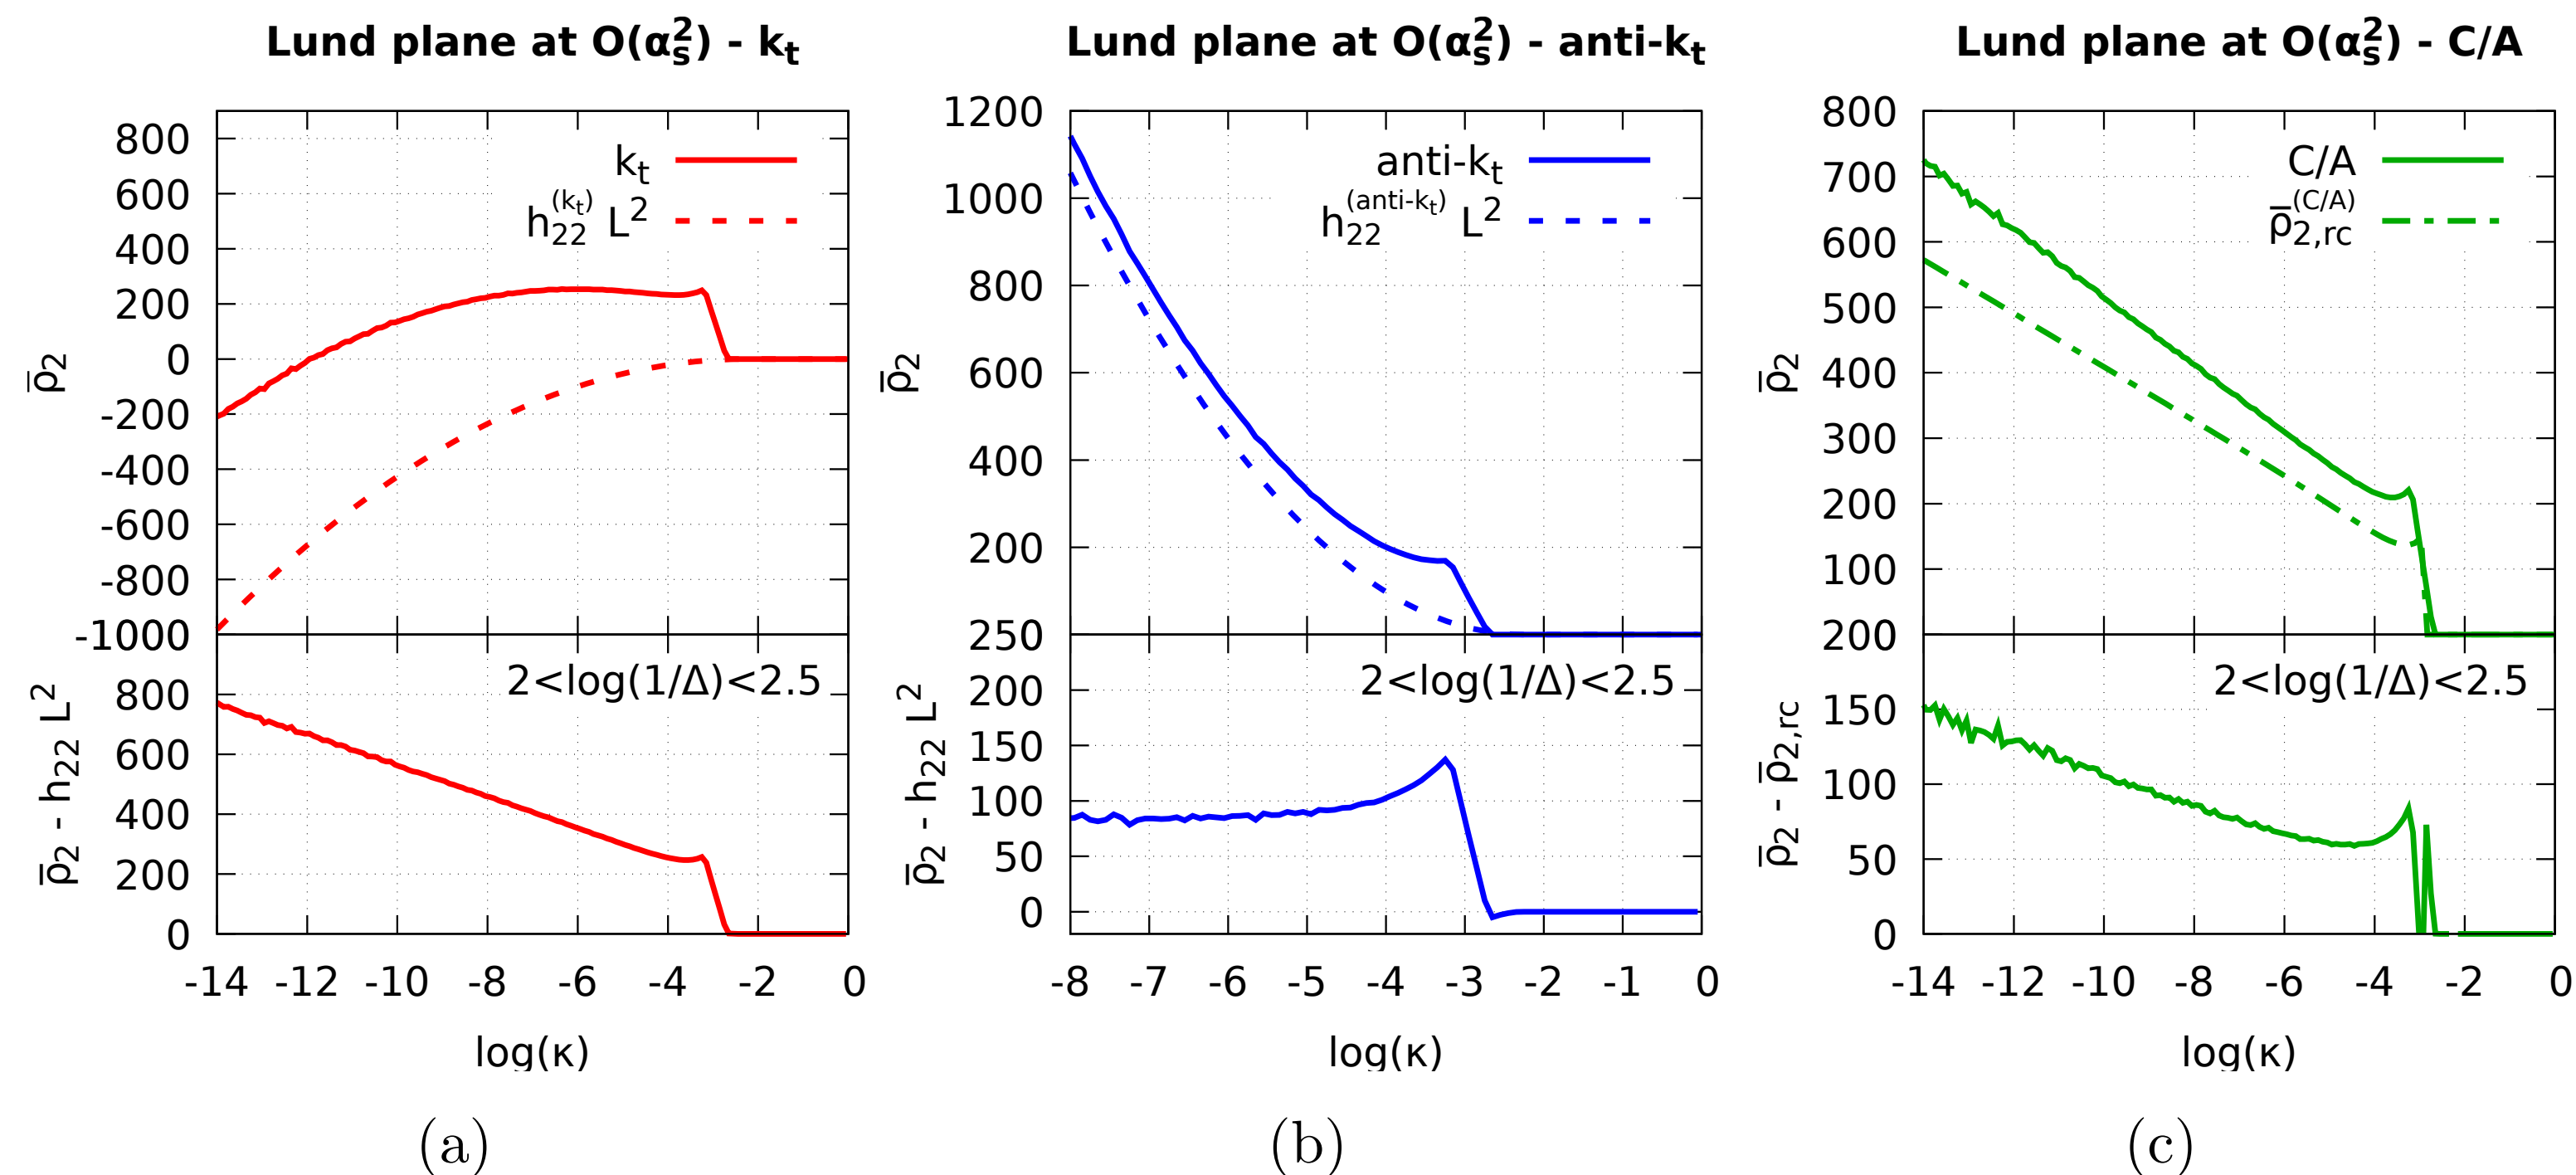 Lund plane at O(αs²) - kt
Lund plane at O(αs²) - anti-kt
Lund plane at O(αs²) - C/A
800
600
400
200
0
-200
-400
-600
-800
-1000
ρ̄2
kt
h22(kt) L²
800
600
400
200
0
ρ̄2 - h22 L²
2<log(1/Δ)<2.5
-14 -12 -10 -8 -6 -4 -2 0
log(κ)
(a)
1200
1000
800
600
400
200
250
ρ̄2
anti-kt
h22(anti-kt) L²
200
150
100
50
0
ρ̄2 - h22 L²
2<log(1/Δ)<2.5
-8 -7 -6 -5 -4 -3 -2 -1 0
log(κ)
(b)
800
700
600
500
400
300
200
100
200
ρ̄2
C/A
ρ̄2,rc(C/A)
150
100
50
0
ρ̄2 - ρ̄2,rc
2<log(1/Δ)<2.5
-14 -12 -10 -8 -6 -4 -2 0
log(κ)
(c)